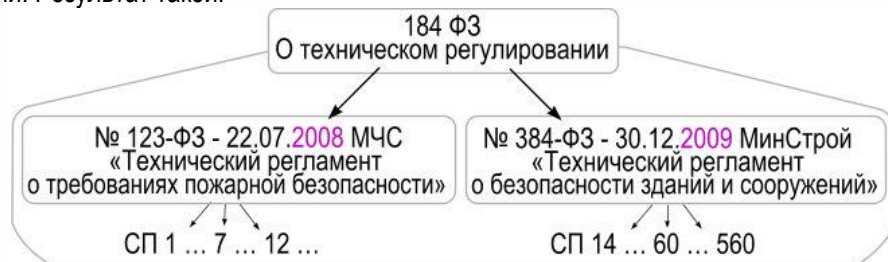 184 ФЗ
О техническом регулировании
№ 123-ФЗ - 22.07.2008 МЧС
«Технический регламент
о требованиях пожарной безопасности»
№ 384-ФЗ - 30.12.2009 МинСтрой
«Технический регламент
о безопасности зданий и сооружений»
СП 1 ... 7 ... 12 ...
СП 14 ... 60 ... 560